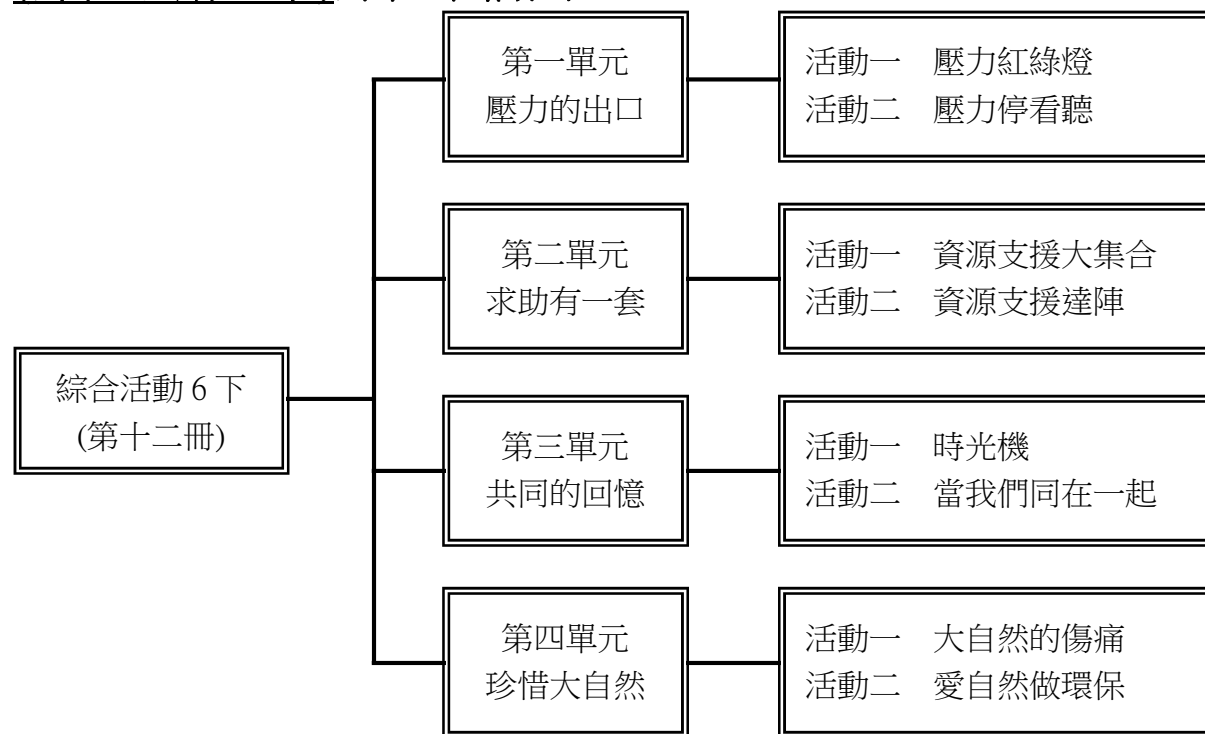 第一單元
壓力的出口
活動一　壓力紅綠燈
活動二　壓力停看聽
第二單元
求助有一套
活動一　資源支援大集合
活動二　資源支援達陣
綜合活動 6 下
(第十二冊)
第三單元
共同的回憶
活動一　時光機
活動二　當我們同在一起
第四單元
珍惜大自然
活動一　大自然的傷痛
活動二　愛自然做環保